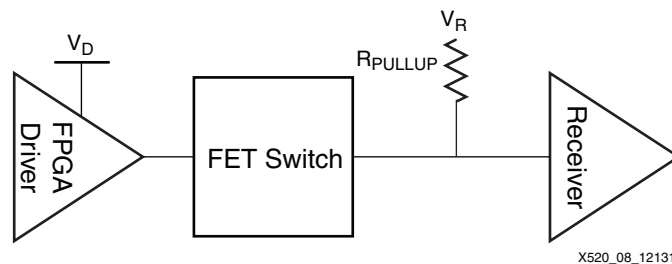 V_D
V_R
R_PULLUP
FPGA
Driver
FET Switch
Receiver
X520_08_12131